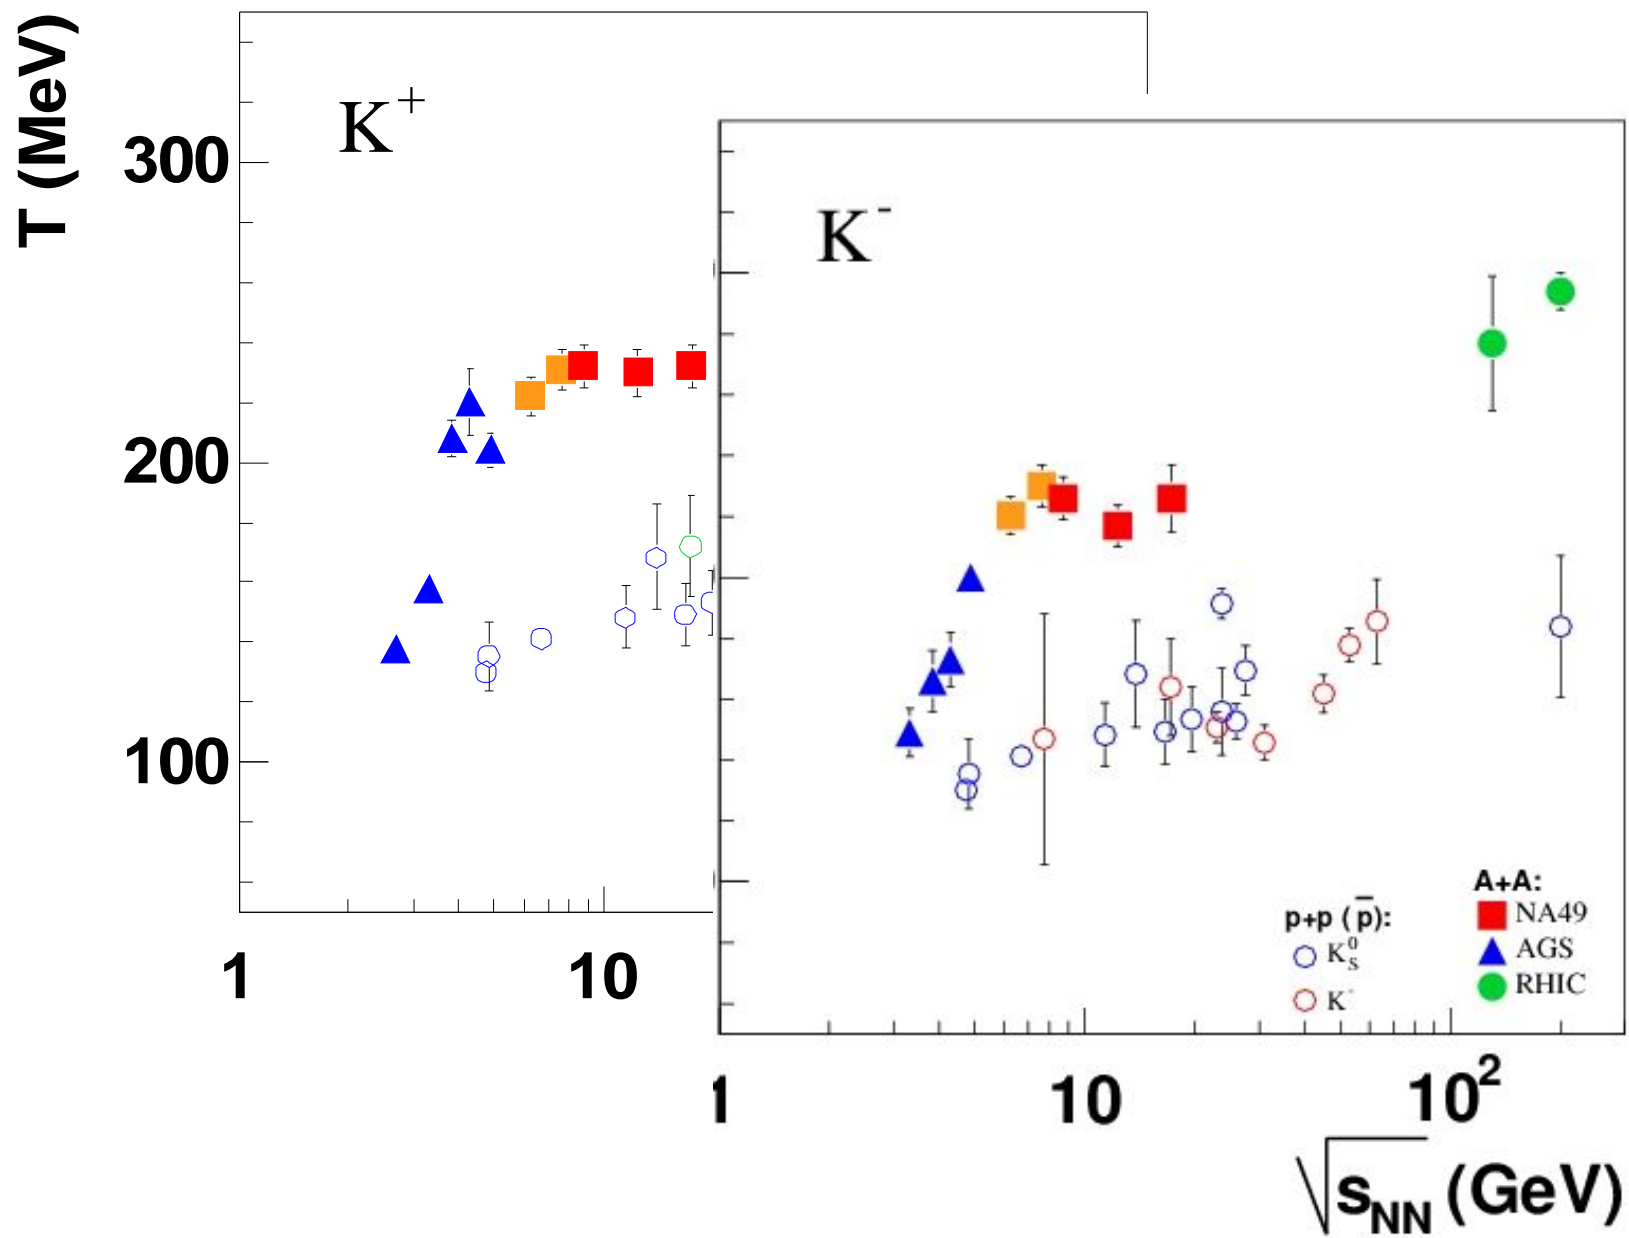 T (MeV)
K+
300
200
100
1
10
K-
A+A:
NA49
AGS
RHIC
p+p ( p̅):
K⁰S
K-
1
10
10²
√sNN (GeV)